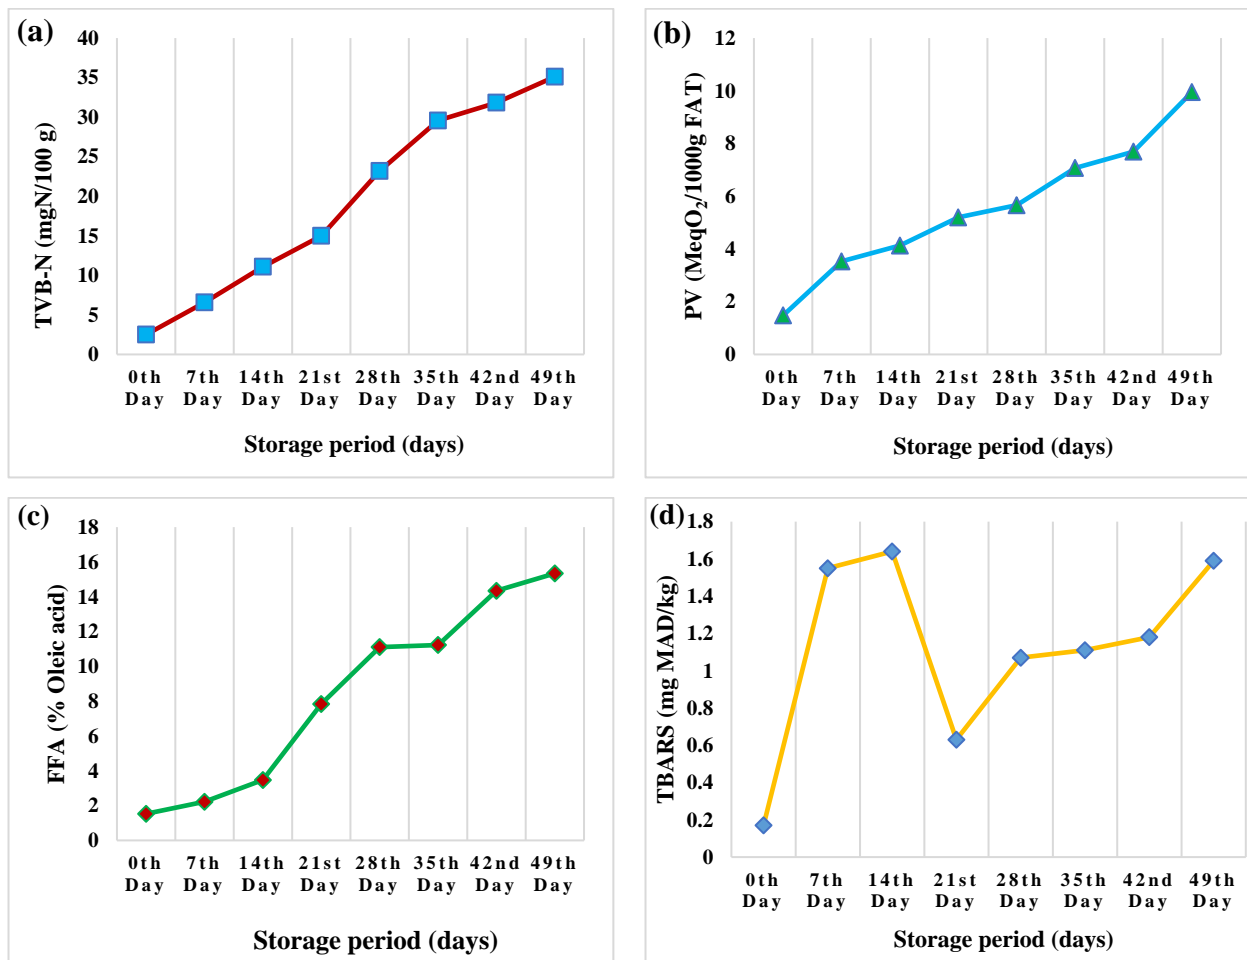 (a)
TVB-N (mgN/100 g)
40
35
30
25
20
15
10
5
0
0th Day
7th Day
14th Day
21st Day
28th Day
35th Day
42nd Day
49th Day
Storage period (days)
(b)
PV (MeqO₂/1000g FAT)
12
10
8
6
4
2
0
0th Day
7th Day
14th Day
21st Day
28th Day
35th Day
42nd Day
49th Day
Storage period (days)
(c)
FFA (% Oleic acid)
18
16
14
12
10
8
6
4
2
0
0th Day
7th Day
14th Day
21st Day
28th Day
35th Day
42nd Day
49th Day
Storage period (days)
(d)
TBARS (mg MAD/kg)
1.8
1.6
1.4
1.2
1
0.8
0.6
0.4
0.2
0
0th Day
7th Day
14th Day
21st Day
28th Day
35th Day
42nd Day
49th Day
Storage period (days)